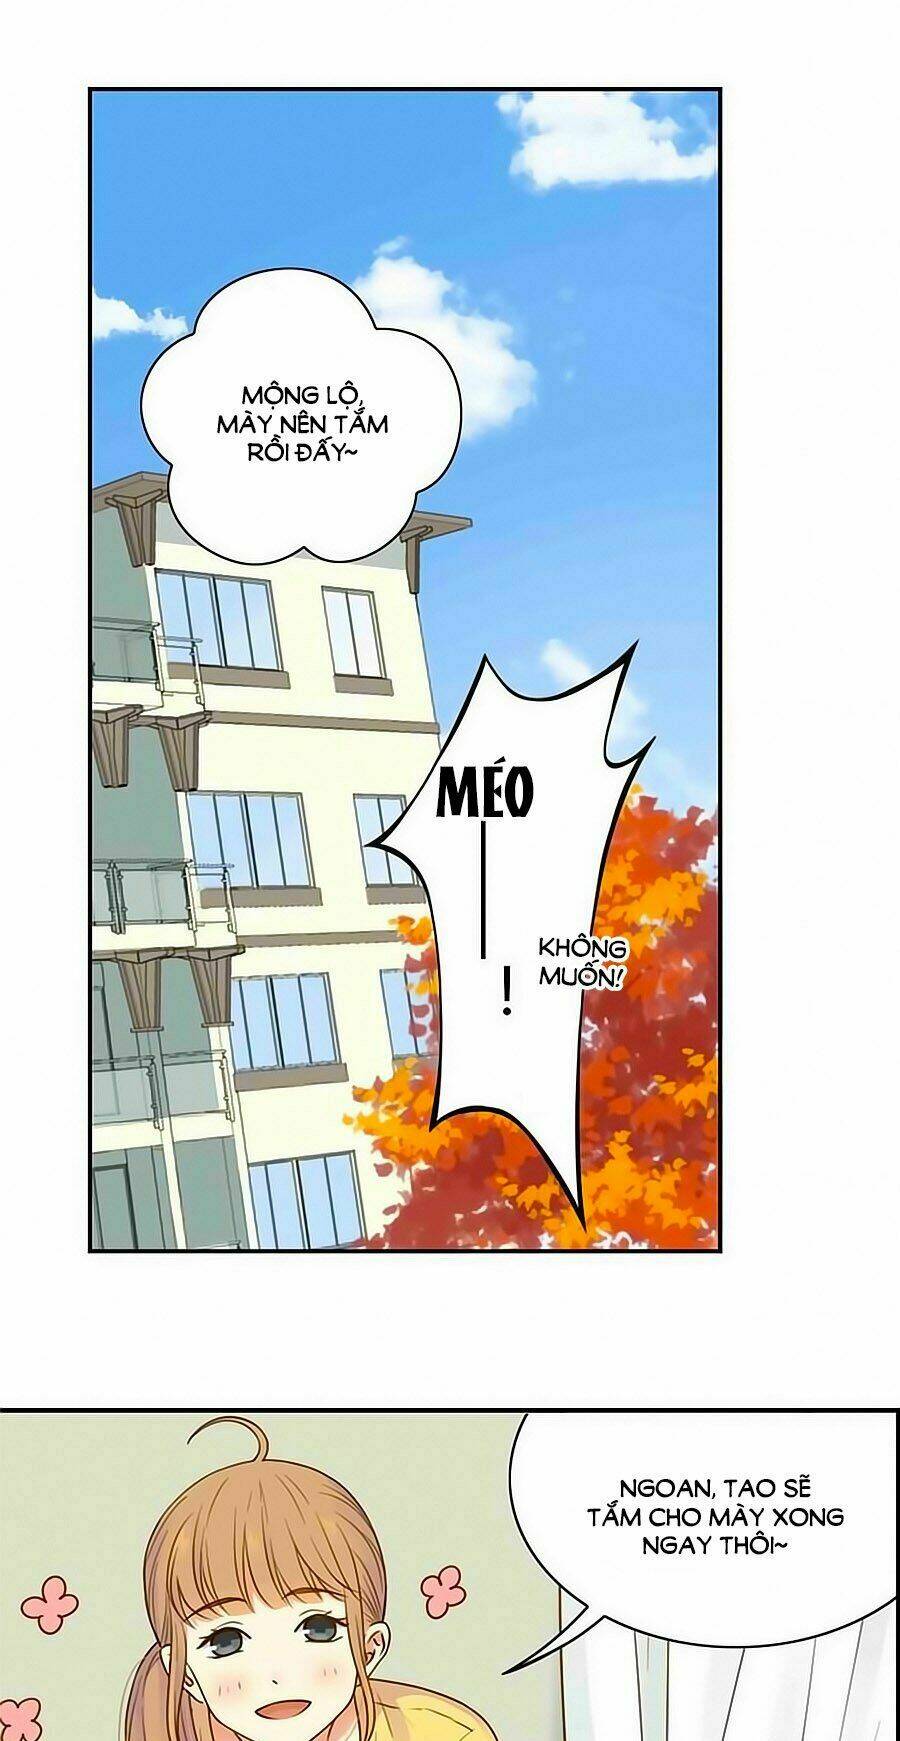 MỘNG LỘ,
MÀY NÊN TẮM
RỒI ĐẤY~
MÉO
!
KHÔNG
MUỐN!
NGOAN, TAO SẼ
TẮM CHO MÀY XONG
NGAY THÔI~